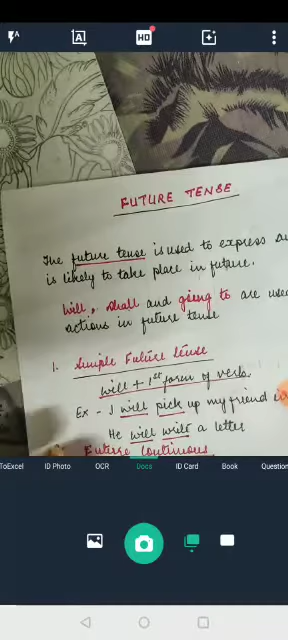 A
HD
FUTURE TENSE
The future tense is used to express
is likely to take place in future.
Will, shall and going to are used
actions in future tense
1. Simple Future tense
Will + 1st form of verb.
Ex - I will pick up my friend
He will write a letter
Future Continuous
ToExcel ID Photo OCR Docs ID Card Book Question